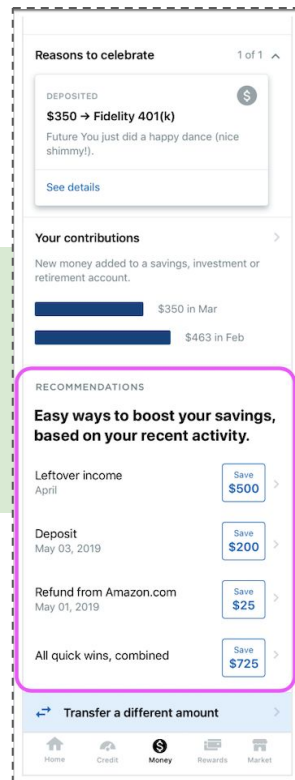 Reasons to celebrate 1 of 1
DEPOSITED
$
$350 → Fidelity 401(k)
Future You just did a happy dance (nice
shimmy!).
See details
Your contributions
New money added to a savings, investment or
retirement account.
$350 in Mar
$463 in Feb
RECOMMENDATIONS
Easy ways to boost your savings,
based on your recent activity.
Leftover income
April
Save
$500
Deposit
May 03, 2019
Save
$200
Refund from Amazon.com
May 01, 2019
Save
$25
All quick wins, combined
Save
$725
Transfer a different amount
Home Credit Money Rewards Market